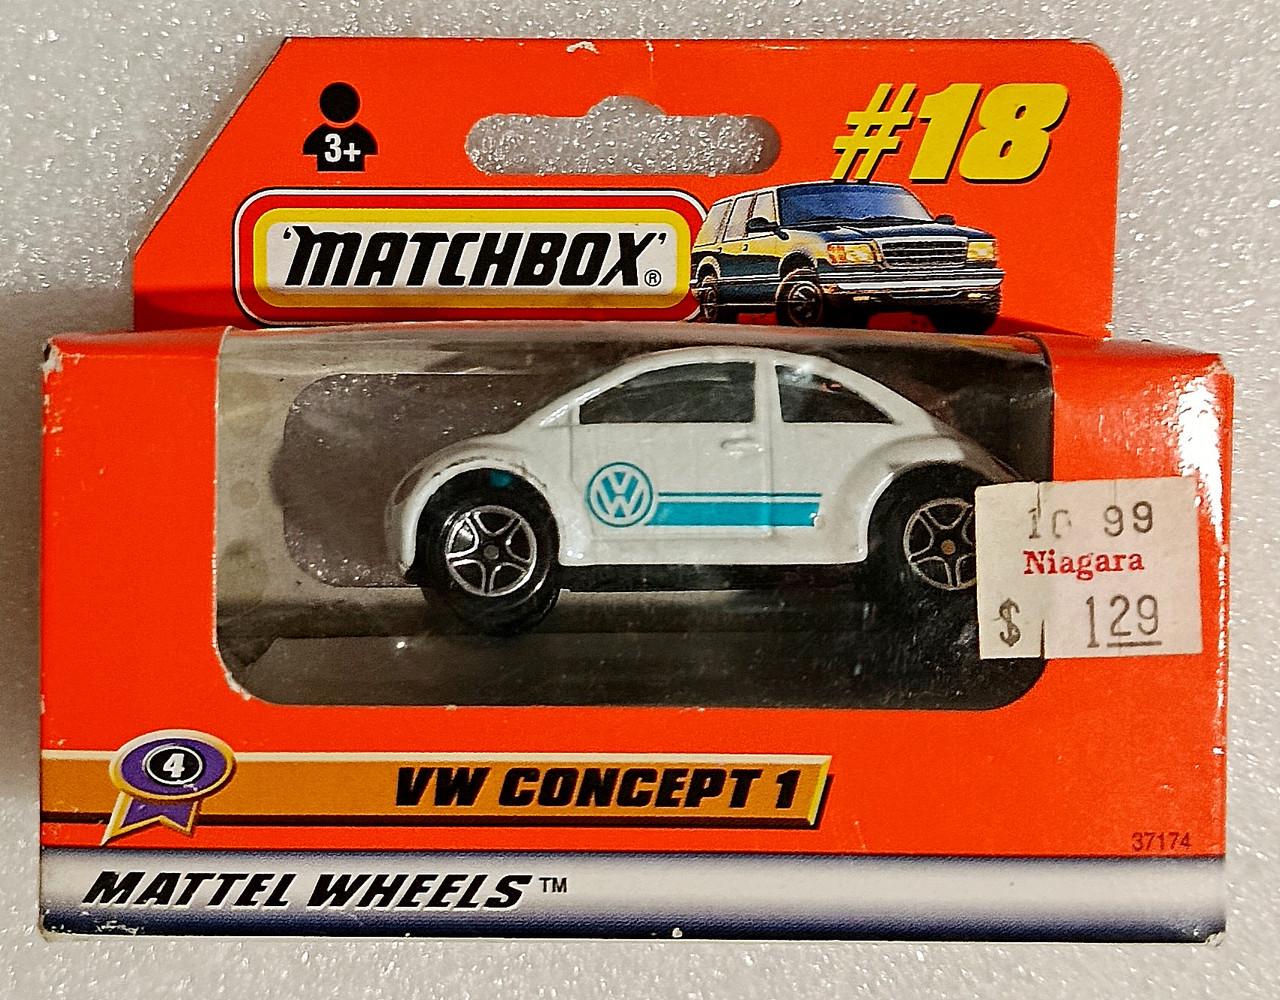 #18
3+
'MATCHBOX'®
10 99
Niagara
$ 129
4
VW CONCEPT 1
37174
MATTEL WHEELS™